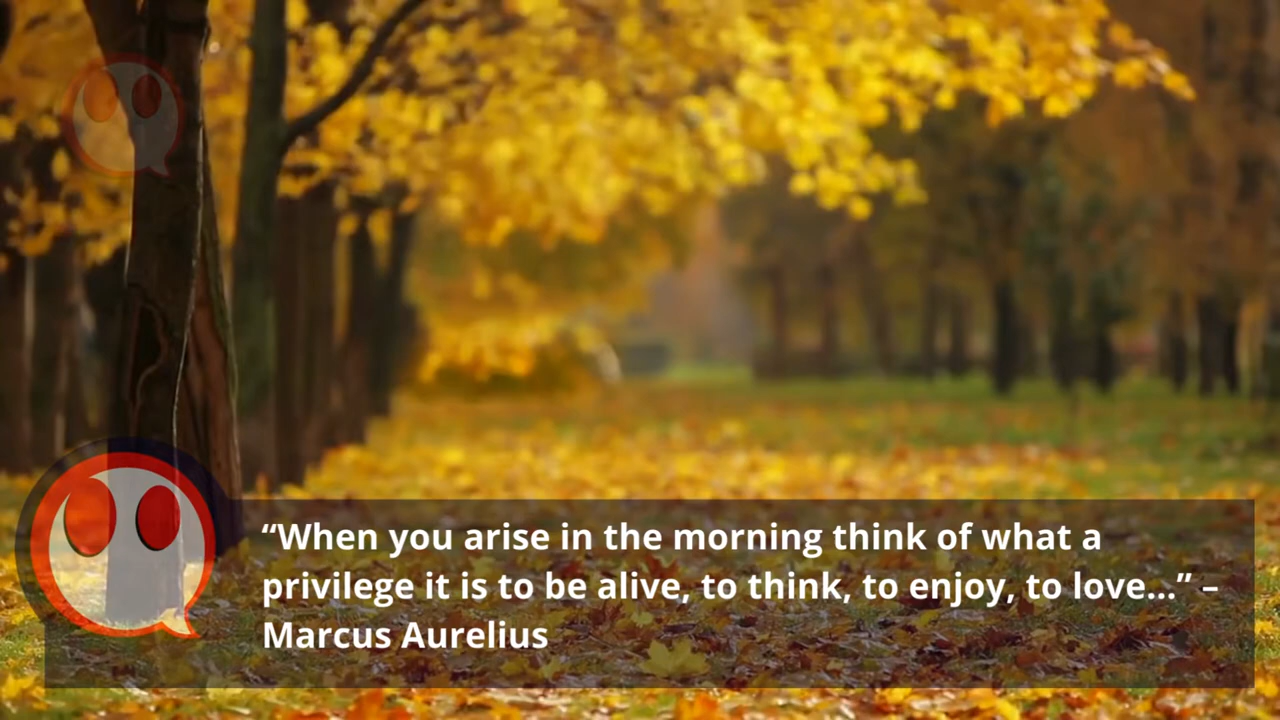 “When you arise in the morning think of what a
privilege it is to be alive, to think, to enjoy, to love...” –
Marcus Aurelius